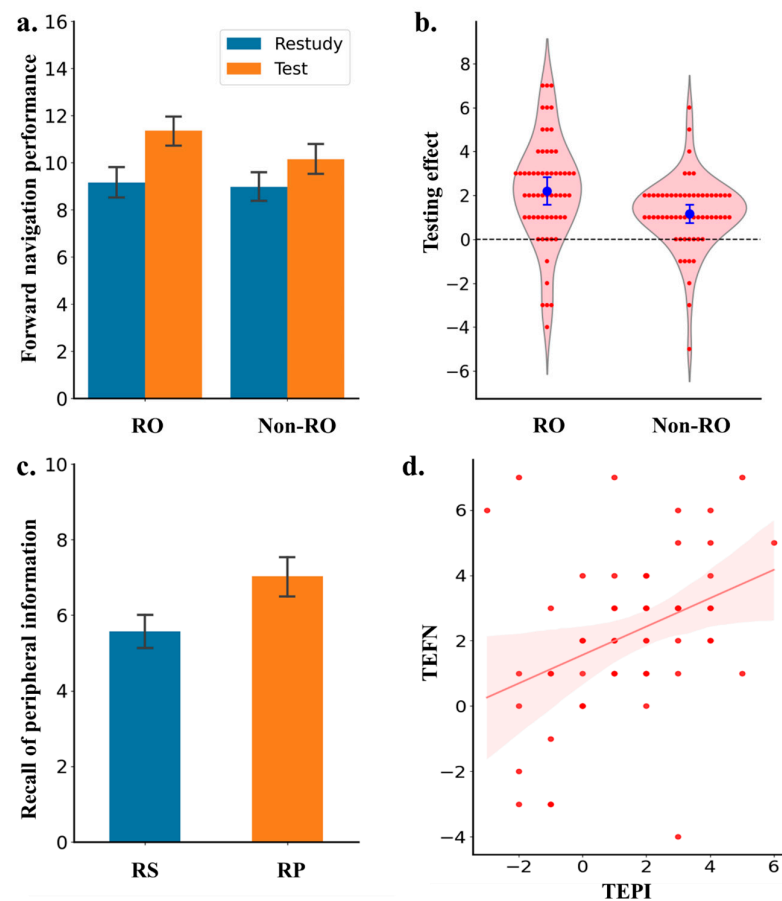 a.
Forward navigation performance
16
14
12
10
8
6
4
2
0
Restudy
Test
RO
Non-RO
b.
Testing effect
8
6
4
2
0
−2
−4
−6
RO
Non-RO
c.
Recall of peripheral information
10
8
6
4
2
0
RS
RP
d.
TEFN
6
4
2
0
−2
−4
−2
0
2
4
6
TEPI